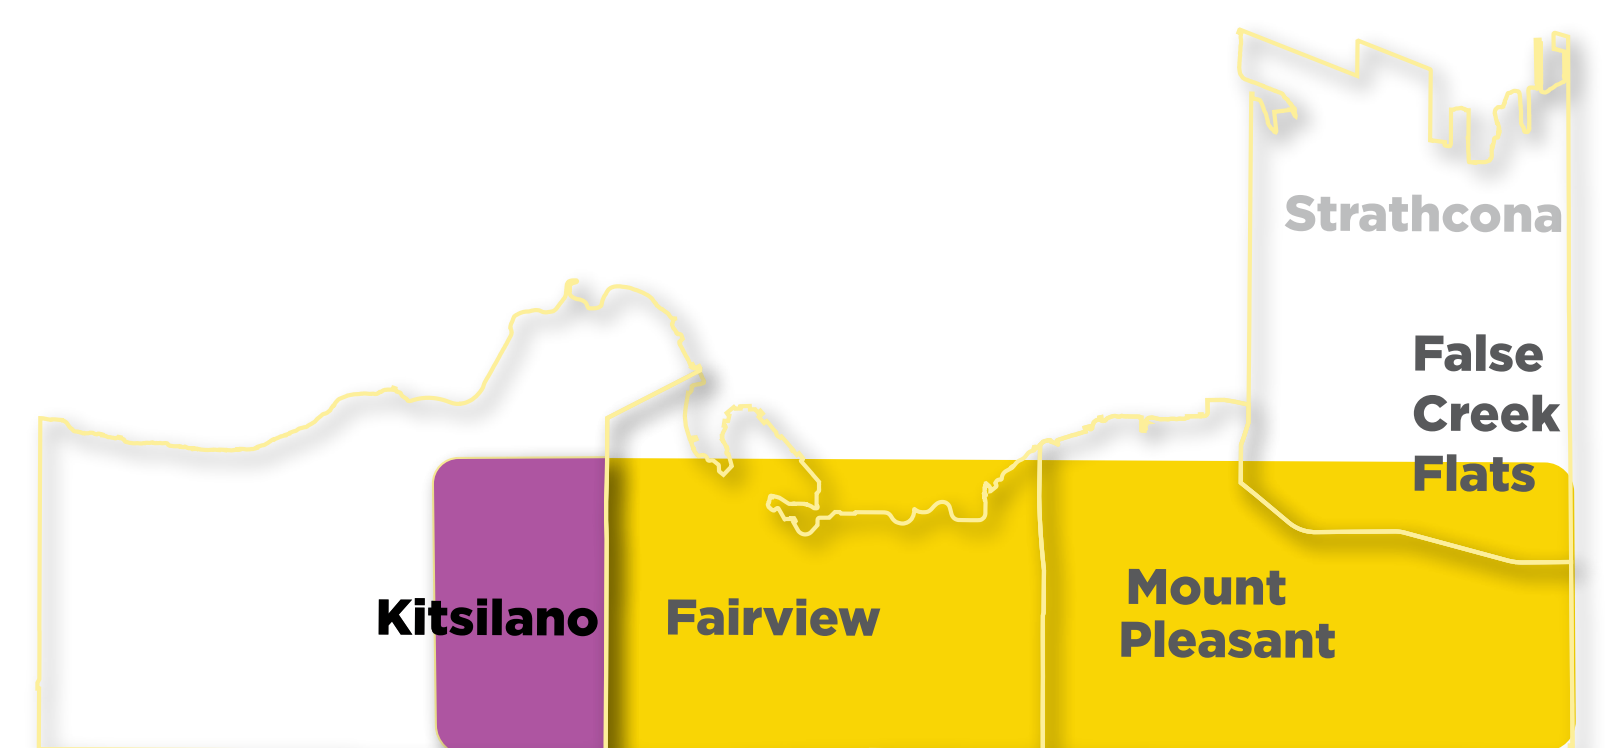 Strathcona
False
Creek
Flats
Kitsilano
Fairview
Mount
Pleasant